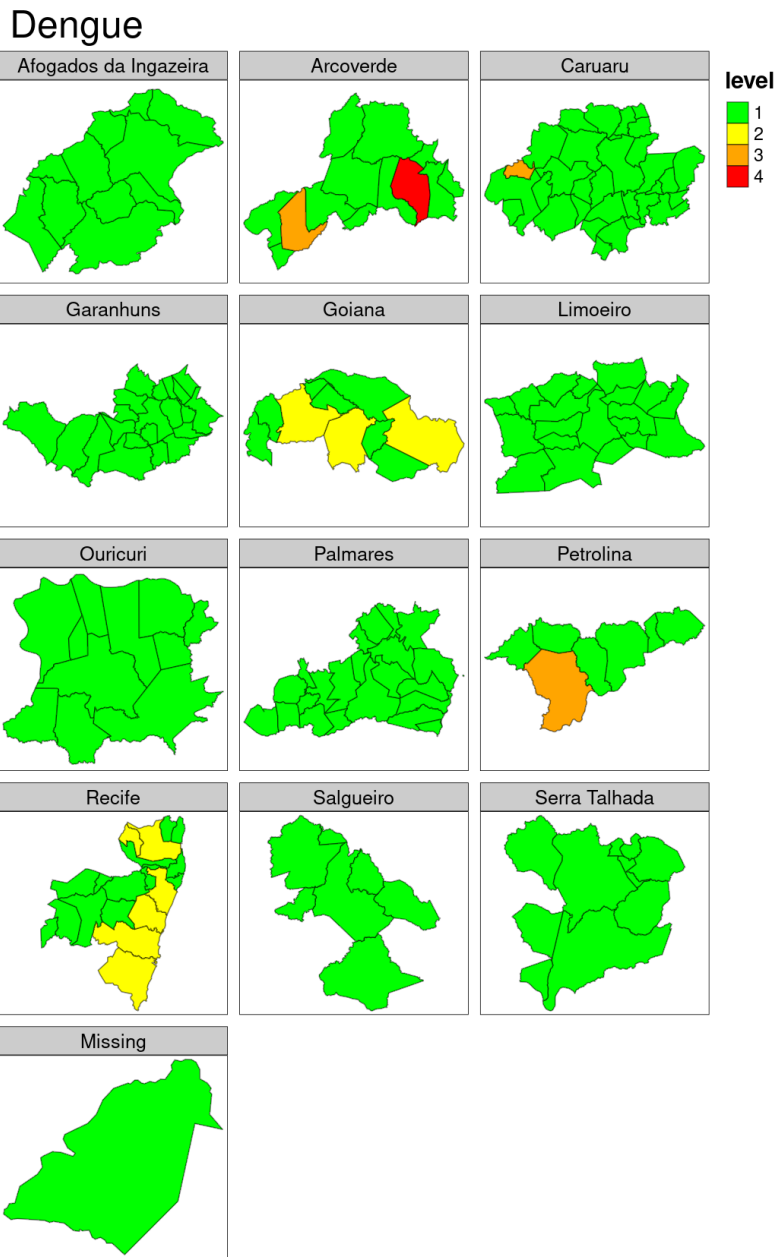 Dengue
Afogados da Ingazeira
Arcoverde
Caruaru
level
1
2
3
4
Garanhuns
Goiana
Limoeiro
Ouricuri
Palmares
Petrolina
Recife
Salgueiro
Serra Talhada
Missing